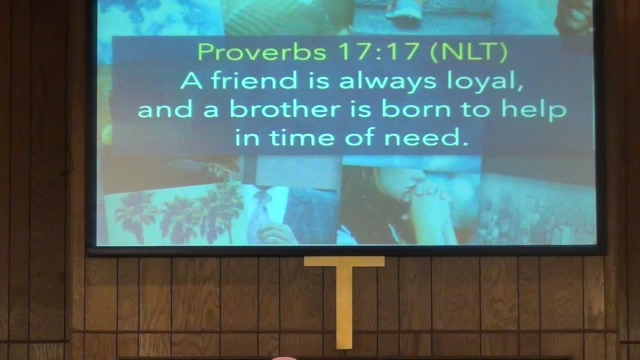 Proverbs 17:17 (NLT)
A friend is always loyal,
and a brother is born to help
in time of need.